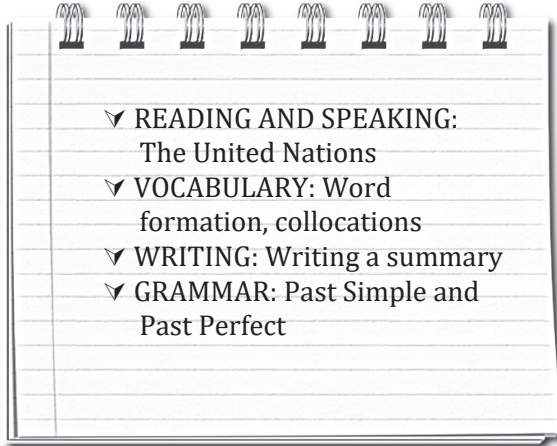 ⮛ READING AND SPEAKING:
The United Nations
⮛ VOCABULARY: Word
formation, collocations
⮛ WRITING: Writing a summary
⮛ GRAMMAR: Past Simple and
Past Perfect